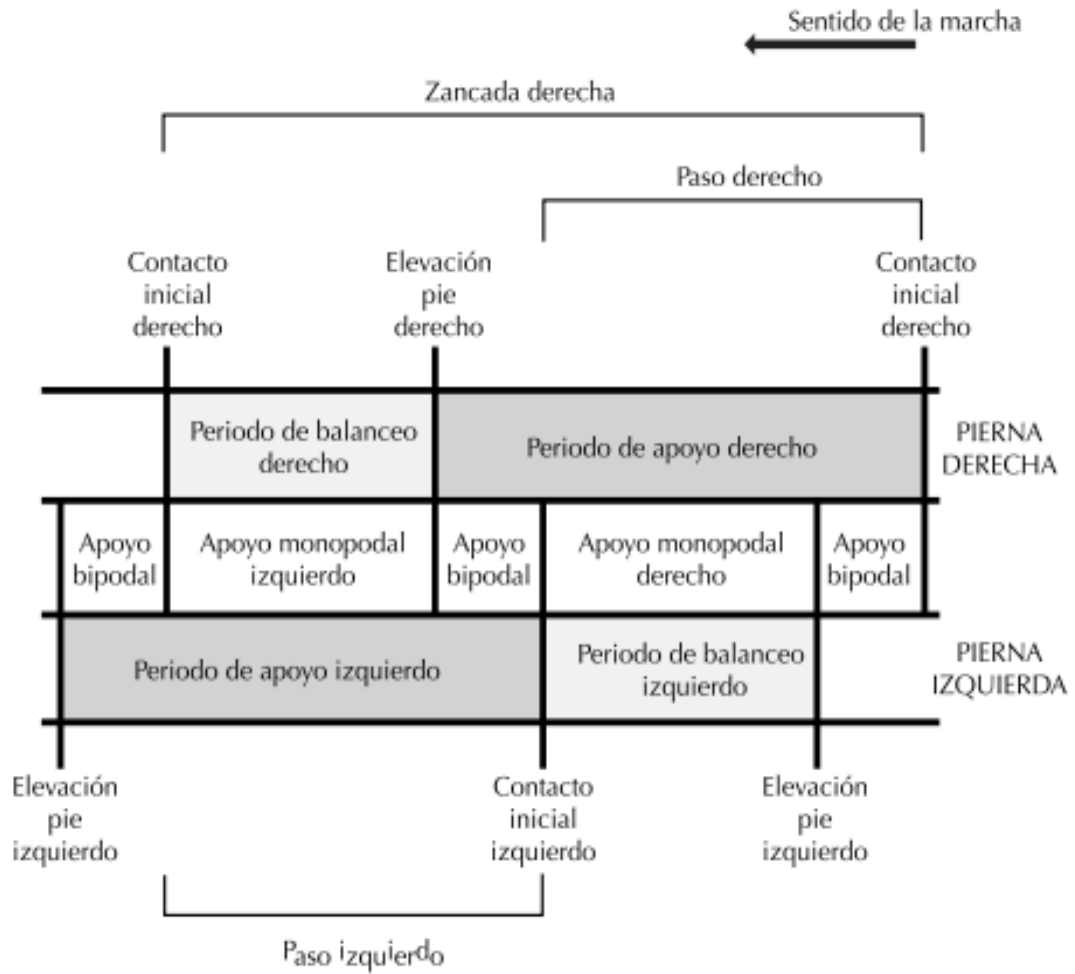 Sentido de la marcha
Zancada derecha
Paso derecho
Contacto
inicial
derecho
Elevación
pie
derecho
Contacto
inicial
derecho
Periodo de balanceo
derecho
Periodo de apoyo derecho
PIERNA
DERECHA
Apoyo
bipodal
Apoyo monopodal
izquierdo
Apoyo
bipodal
Apoyo monopodal
derecho
Apoyo
bipodal
Periodo de apoyo izquierdo
Periodo de balanceo
izquierdo
PIERNA
IZQUIERDA
Elevación
pie
izquierdo
Contacto
inicial
izquierdo
Elevación
pie
izquierdo
Paso izquierdo